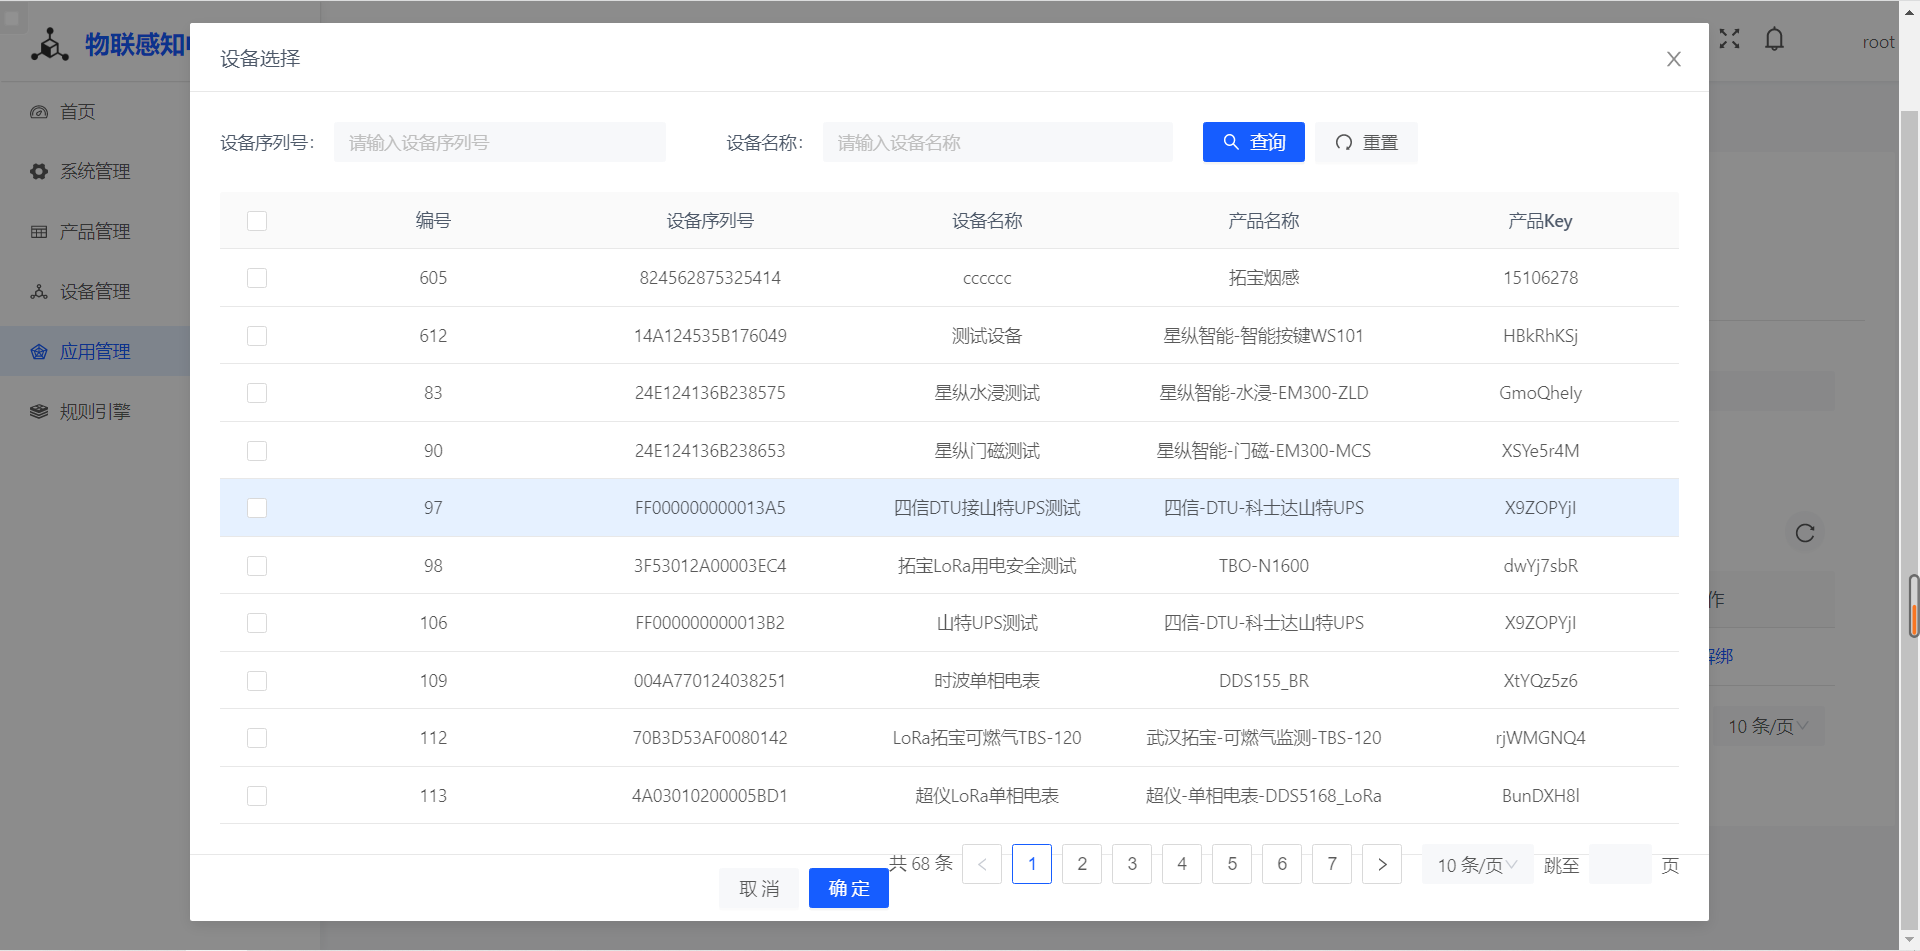 物联感知
root
首页
系统管理
产品管理
设备管理
应用管理
规则引擎
设备选择
设备序列号：
请输入设备序列号
设备名称：
请输入设备名称
查询
重置
编号 设备序列号 设备名称 产品名称 产品Key
605 824562875325414 cccccc 拓宝烟感 15106278
612 14A124535B176049 测试设备 星纵智能-智能按键WS101 HBkRhKSj
83 24E124136B238575 星纵水浸测试 星纵智能-水浸-EM300-ZLD GmoQhely
90 24E124136B238653 星纵门磁测试 星纵智能-门磁-EM300-MCS XSYe5r4M
97 FF000000000013A5 四信DTU接山特UPS测试 四信-DTU-科士达山特UPS X9ZOPYjI
98 3F53012A00003EC4 拓宝LoRa用电安全测试 TBO-N1600 dwYj7sbR
106 FF000000000013B2 山特UPS测试 四信-DTU-科士达山特UPS X9ZOPYjI
109 004A770124038251 时波单相电表 DDS155_BR XtYQz5z6
112 70B3D53AF0080142 LoRa拓宝可燃气TBS-120 武汉拓宝-可燃气监测-TBS-120 rjWMGNQ4
113 4A03010200005BD1 超仪LoRa单相电表 超仪-单相电表-DDS5168_LoRa BunDXH8l
共 68 条 < 1 2 3 4 5 6 7 > 10 条/页 跳至 页
取 消
确 定
作
解绑
10 条/页